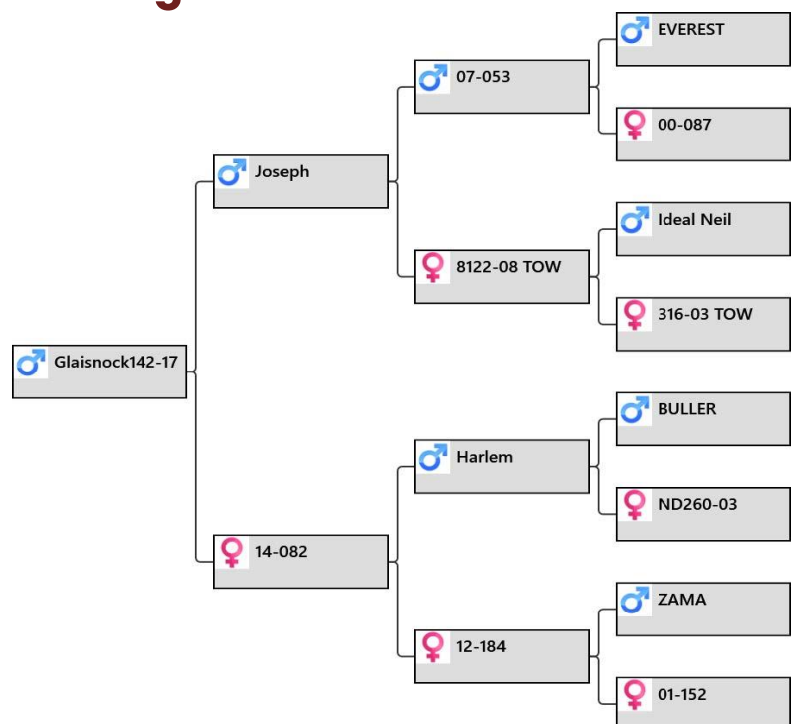 EVEREST
07-053
00-087
Joseph
Ideal Neil
8122-08 TOW
316-03 TOW
Glaisnock142-17
BULLER
Harlem
ND260-03
14-082
ZAMA
12-184
01-152